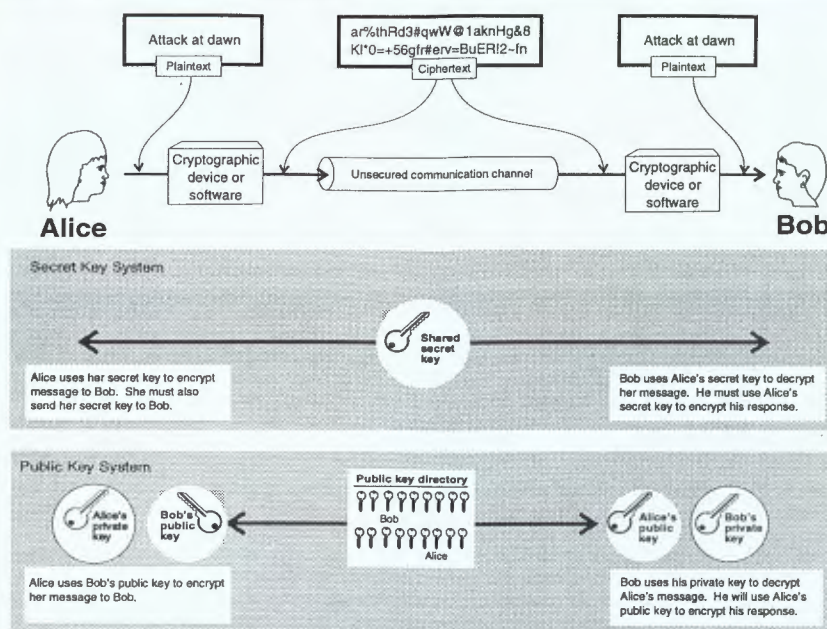 Attack at dawn
Plaintext
ar%thRd3#qwW@1aknHg&8
KI*0=+56gfr#erv=BuER!2~fn
Ciphertext
Attack at dawn
Plaintext
Cryptographic
device or
software
Unsecured communication channel
Cryptographic
device or
software
Alice
Bob
Secret Key System
Shared
secret
key
Alice uses her secret key to encrypt
message to Bob. She must also
send her secret key to Bob.
Bob uses Alice's secret key to decrypt
her message. He must use Alice's
secret key to encrypt his response.
Public Key System
Alice's
private
key
Bob's
public
key
Public key directory
Bob
Alice
Alice's
public
key
Bob's
private
key
Alice uses Bob's public key to encrypt
her message to Bob.
Bob uses his private key to decrypt
Alice's message. He will use Alice's
public key to encrypt his response.